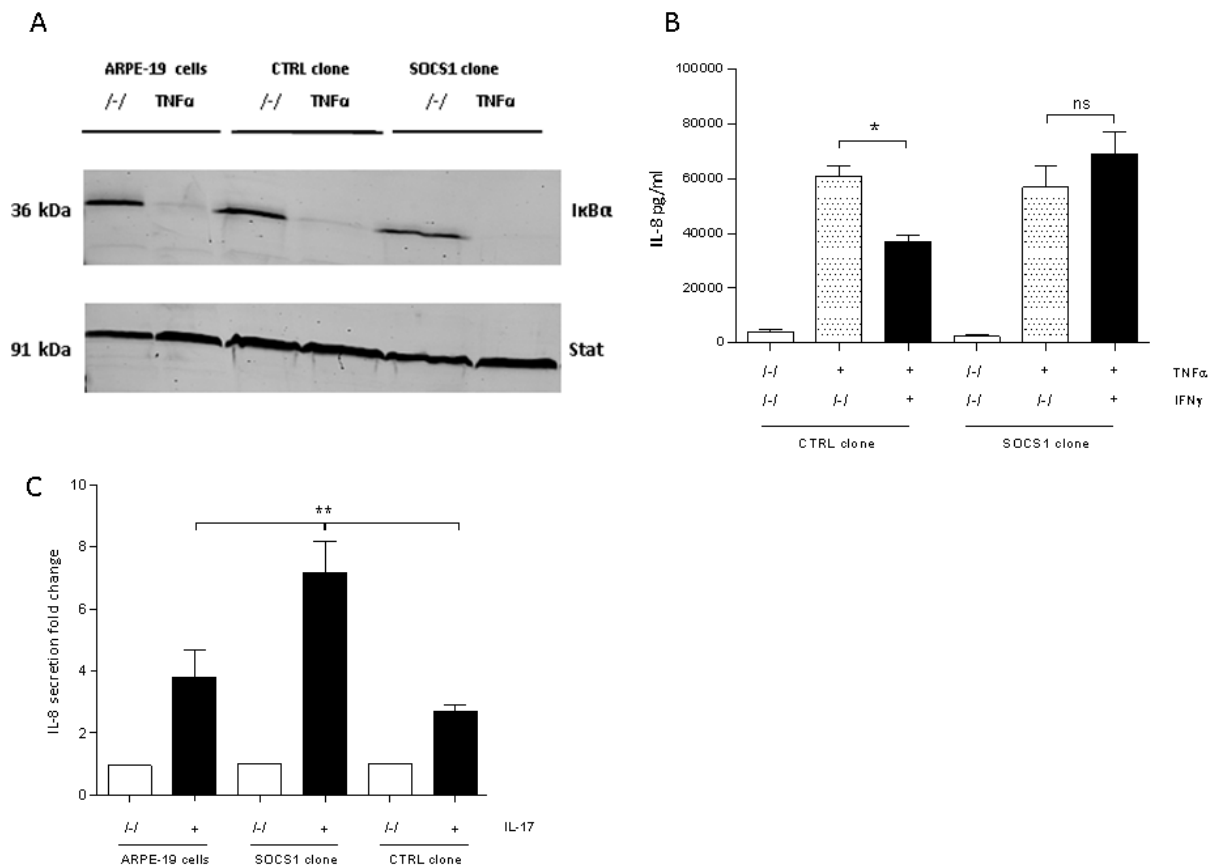 A
ARPE-19 cells CTRL clone SOCS1 clone
/-/ TNFα /-/ TNFα /-/ TNFα
36 kDa IκBα
91 kDa Stat
B
IL-8 pg/ml
100000
80000
60000
40000
20000
0
* ns
/-/ + + /-/ + + TNFα
/-/ /-/ + /-/ /-/ + IFNγ
CTRL clone SOCS1 clone
C
IL-8 secretion fold change
10
8
6
4
2
0
**
/-/ + /-/ + /-/ + IL-17
ARPE-19 cells SOCS1 clone CTRL clone